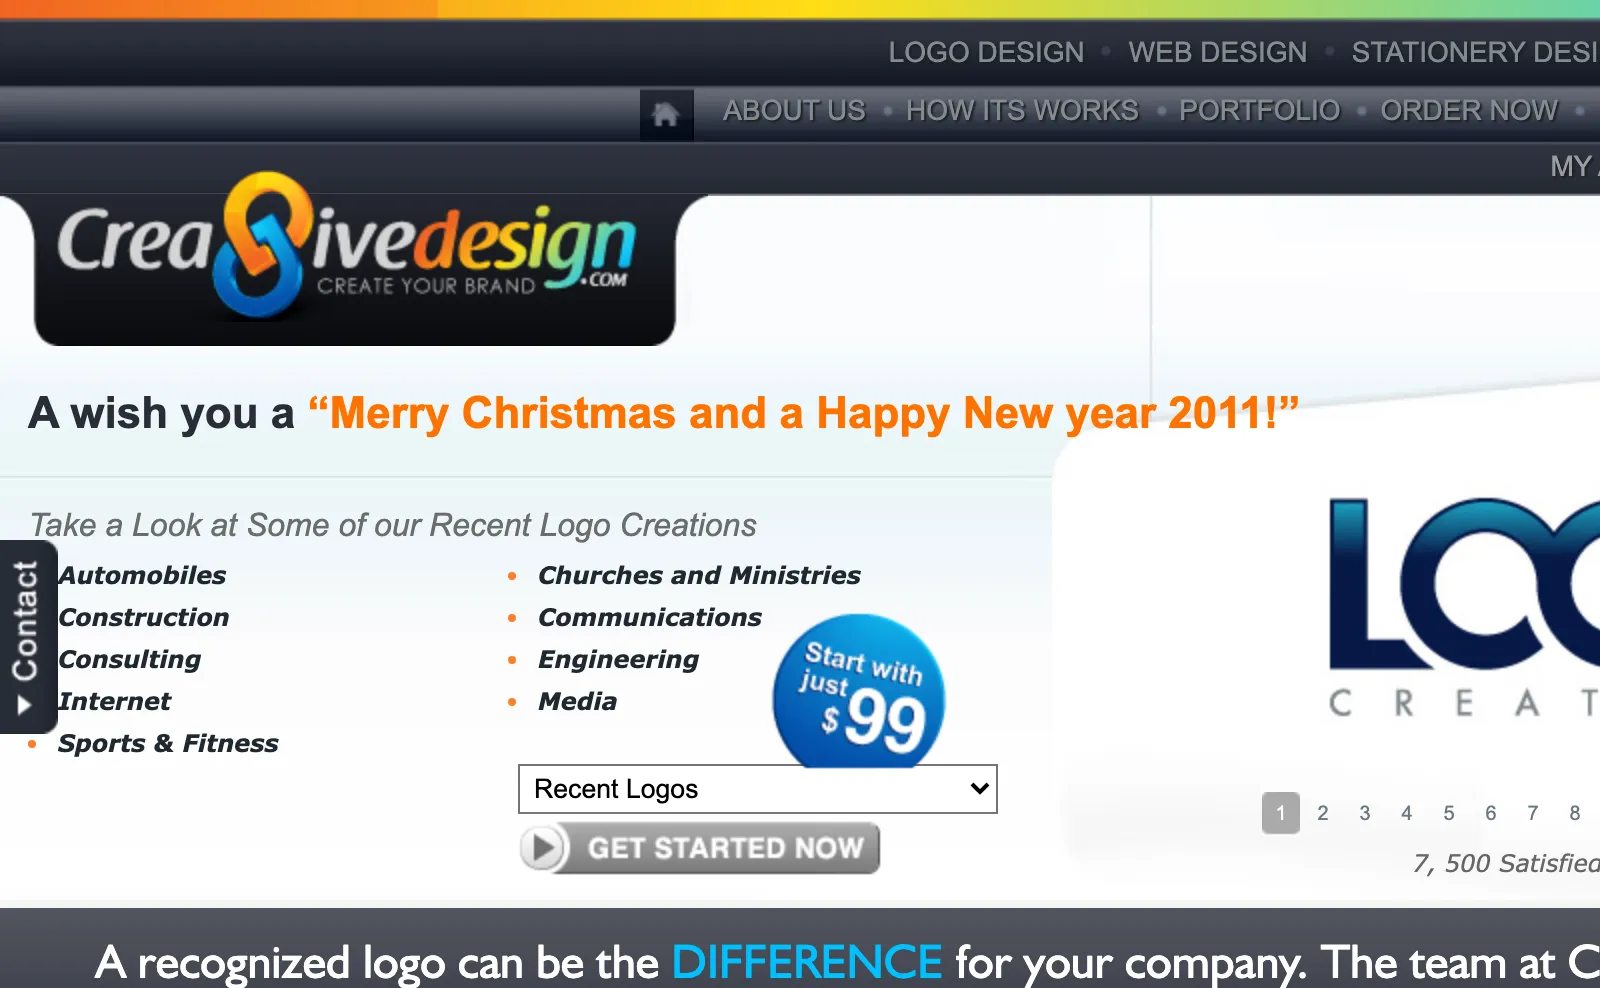 LOGO DESIGN • WEB DESIGN • STATIONERY DESI
ABOUT US • HOW ITS WORKS • PORTFOLIO • ORDER NOW •
MY
Crea8ivedesign
.COM
CREATE YOUR BRAND
A wish you a “Merry Christmas and a Happy New year 2011!”
Take a Look at Some of our Recent Logo Creations
Automobiles
• Churches and Ministries
Construction
• Communications
Consulting
• Engineering
Internet
• Media
• Sports & Fitness
Contact
Start with
just
$99
Recent Logos
GET STARTED NOW
LOO
CREAT
1 2 3 4 5 6 7 8
7, 500 Satisfied
A recognized logo can be the DIFFERENCE for your company. The team at C